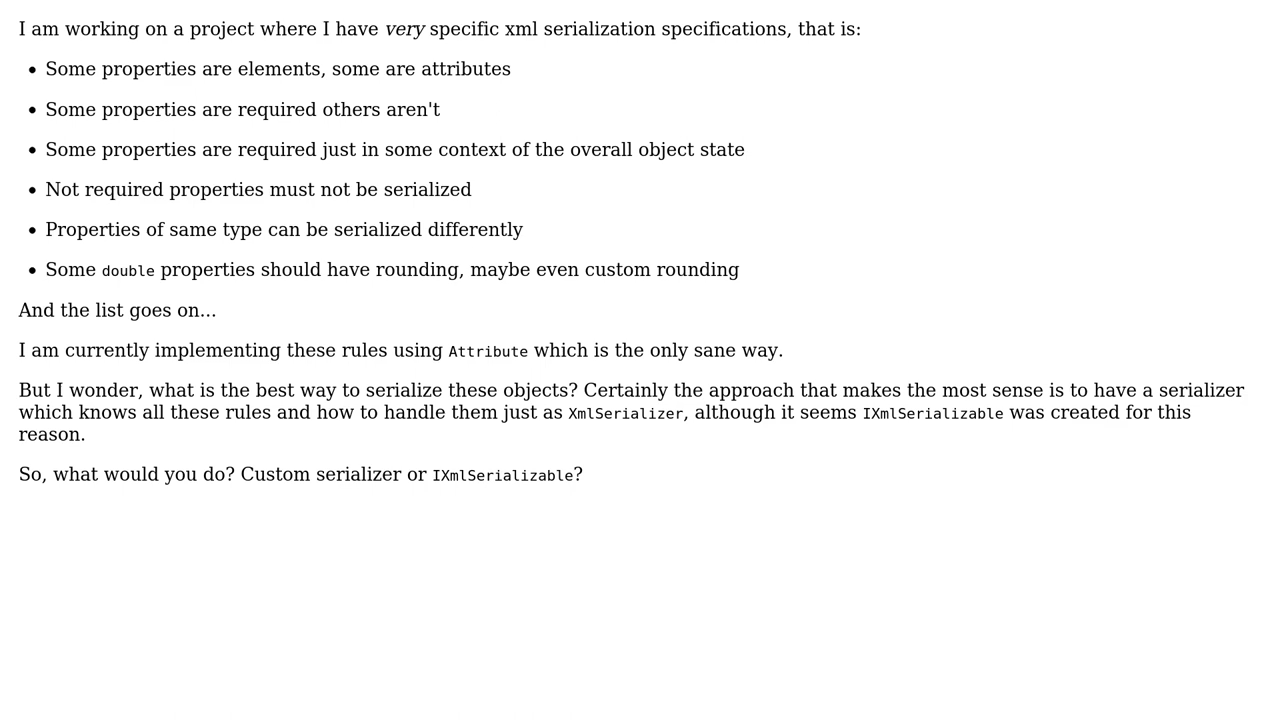 I am working on a project where I have very specific xml serialization specifications, that is:
• Some properties are elements, some are attributes
• Some properties are required others aren't
• Some properties are required just in some context of the overall object state
• Not required properties must not be serialized
• Properties of same type can be serialized differently
• Some double properties should have rounding, maybe even custom rounding
And the list goes on...
I am currently implementing these rules using Attribute which is the only sane way.
But I wonder, what is the best way to serialize these objects? Certainly the approach that makes the most sense is to have a serializer
which knows all these rules and how to handle them just as XmlSerializer, although it seems IXmlSerializable was created for this
reason.
So, what would you do? Custom serializer or IXmlSerializable?